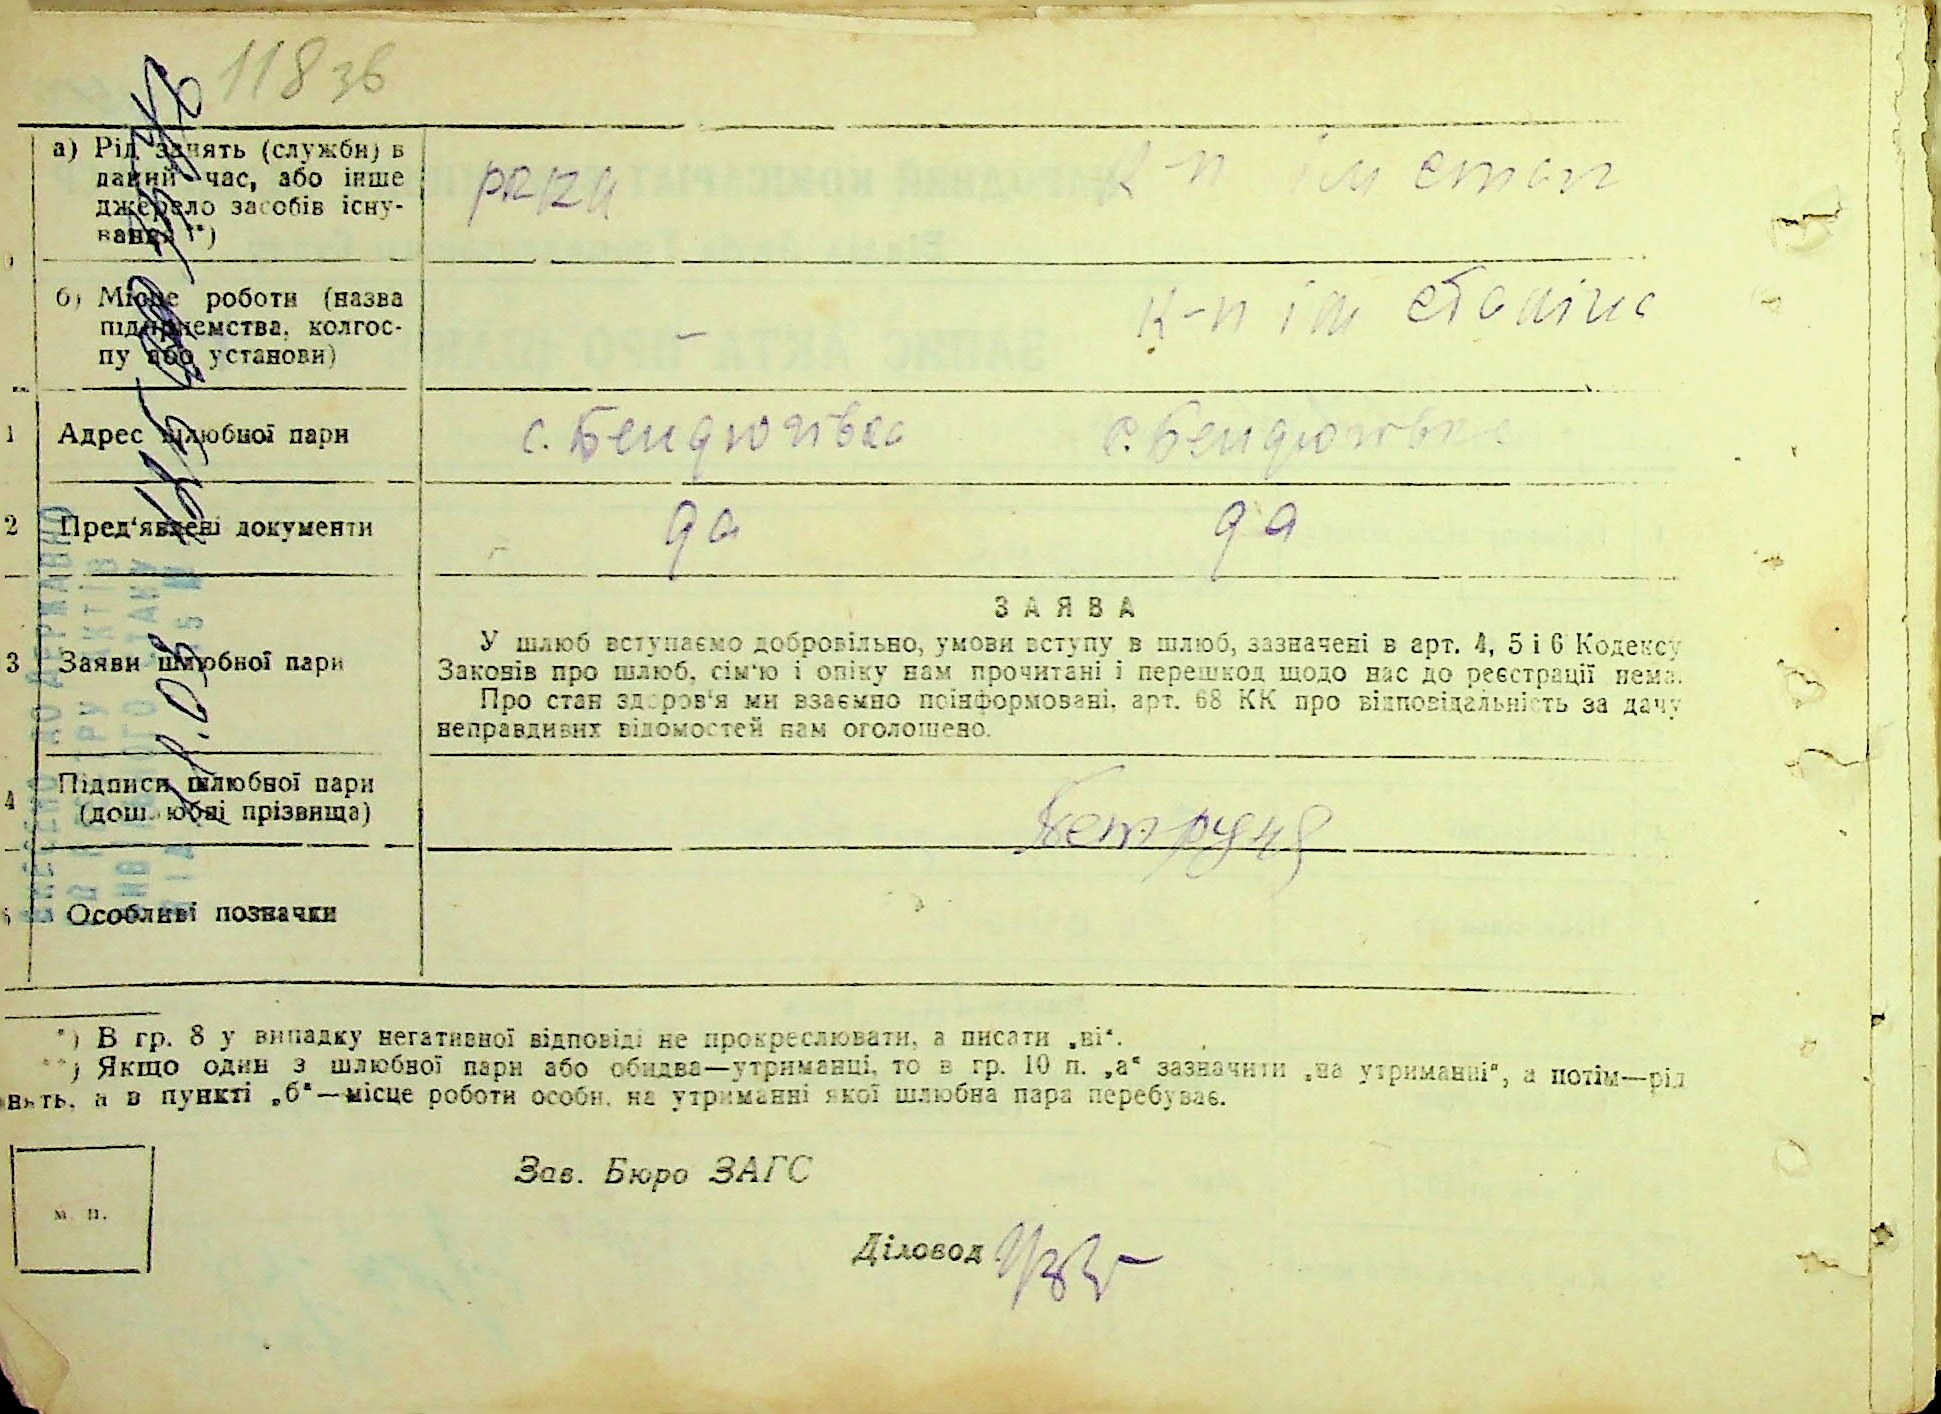 118 зв
а) Рід занять (служби) в
даний час, або інше
джерело засобів існу-
вання **)
к-п ім
б) Місце роботи (назва
підприємства, колгос-
пу або установи)
–
к-п ім Сталіна
1 Адрес шлюбної пари
с. Бендюгівка
с. Бендюгівка
2 Пред‘явлені документи
да
да
3 Заяви шлюбної пари
ЗАЯВА
У шлюб вступаємо добровільно, умови вступу в шлюб, зазначені в арт. 4, 5 і 6 Кодексу
Законів про шлюб, сім‘ю і опіку нам прочитані і перешкод щодо нас до реєстрації нема.
Про стан здоров‘я ми взаємно поінформовані, арт. 68 КК про відповідальність за дачу
неправдивих відомостей нам оголошено.
4 Підписи шлюбної пари
(дошлюбні прізвища)
Особливі позначки
*) В гр. 8 у випадку негативної відповіді не прокреслювати, а писати „ні“.
**) Якщо один з шлюбної пари або обидва—утриманці, то в гр. 10 п. „а“ зазначити „на утриманні“, а потім—рід
нять, а в пункті „б“—місце роботи особи, на утриманні якої шлюбна пара перебуває.
м. п.
Зав. Бюро ЗАГС
Діловод